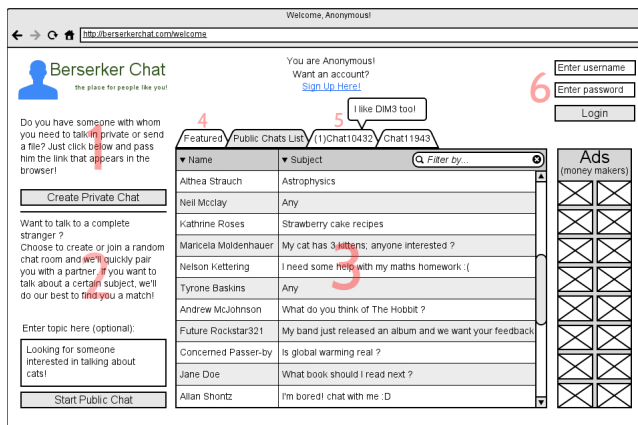 Welcome, Anonymous!
http://berserkerchat.com/welcome
Berserker Chat
the place for people like you!
You are Anonymous!
Want an account?
Sign Up Here!
6
Enter username
Enter password
Login
1
Do you have someone with whom
you need to talk in private or send
a file? Just click below and pass
him the link that appears in the
browser!
Create Private Chat
2
Want to talk to a complete
stranger ?
Choose to create or join a random
chat room and we'll quickly pair
you with a partner. If you want to
talk about a certain subject, we'll
do our best to find you a match!
Enter topic here (optional):
Looking for someone
interested in talking about
cats!
Start Public Chat
4
5
I like DIM3 too!
Featured Public Chats List (1)Chat10432 Chat11943
Name Subject Filter by...
3
Althea Strauch Astrophysics
Neil Mcclay Any
Kathrine Roses Strawberry cake recipes
Maricela Moldenhauer My cat has 3 kittens; anyone interested ?
Nelson Kettering I need some help with my maths homework :(
Tyrone Baskins Any
Andrew McJohnson What do you think of The Hobbit ?
Future Rockstar321 My band just released an album and we want your feedback
Concerned Passer-by Is global warming real ?
Jane Doe What book should I read next ?
Allan Shontz I'm bored! chat with me :D
Ads
(money makers)